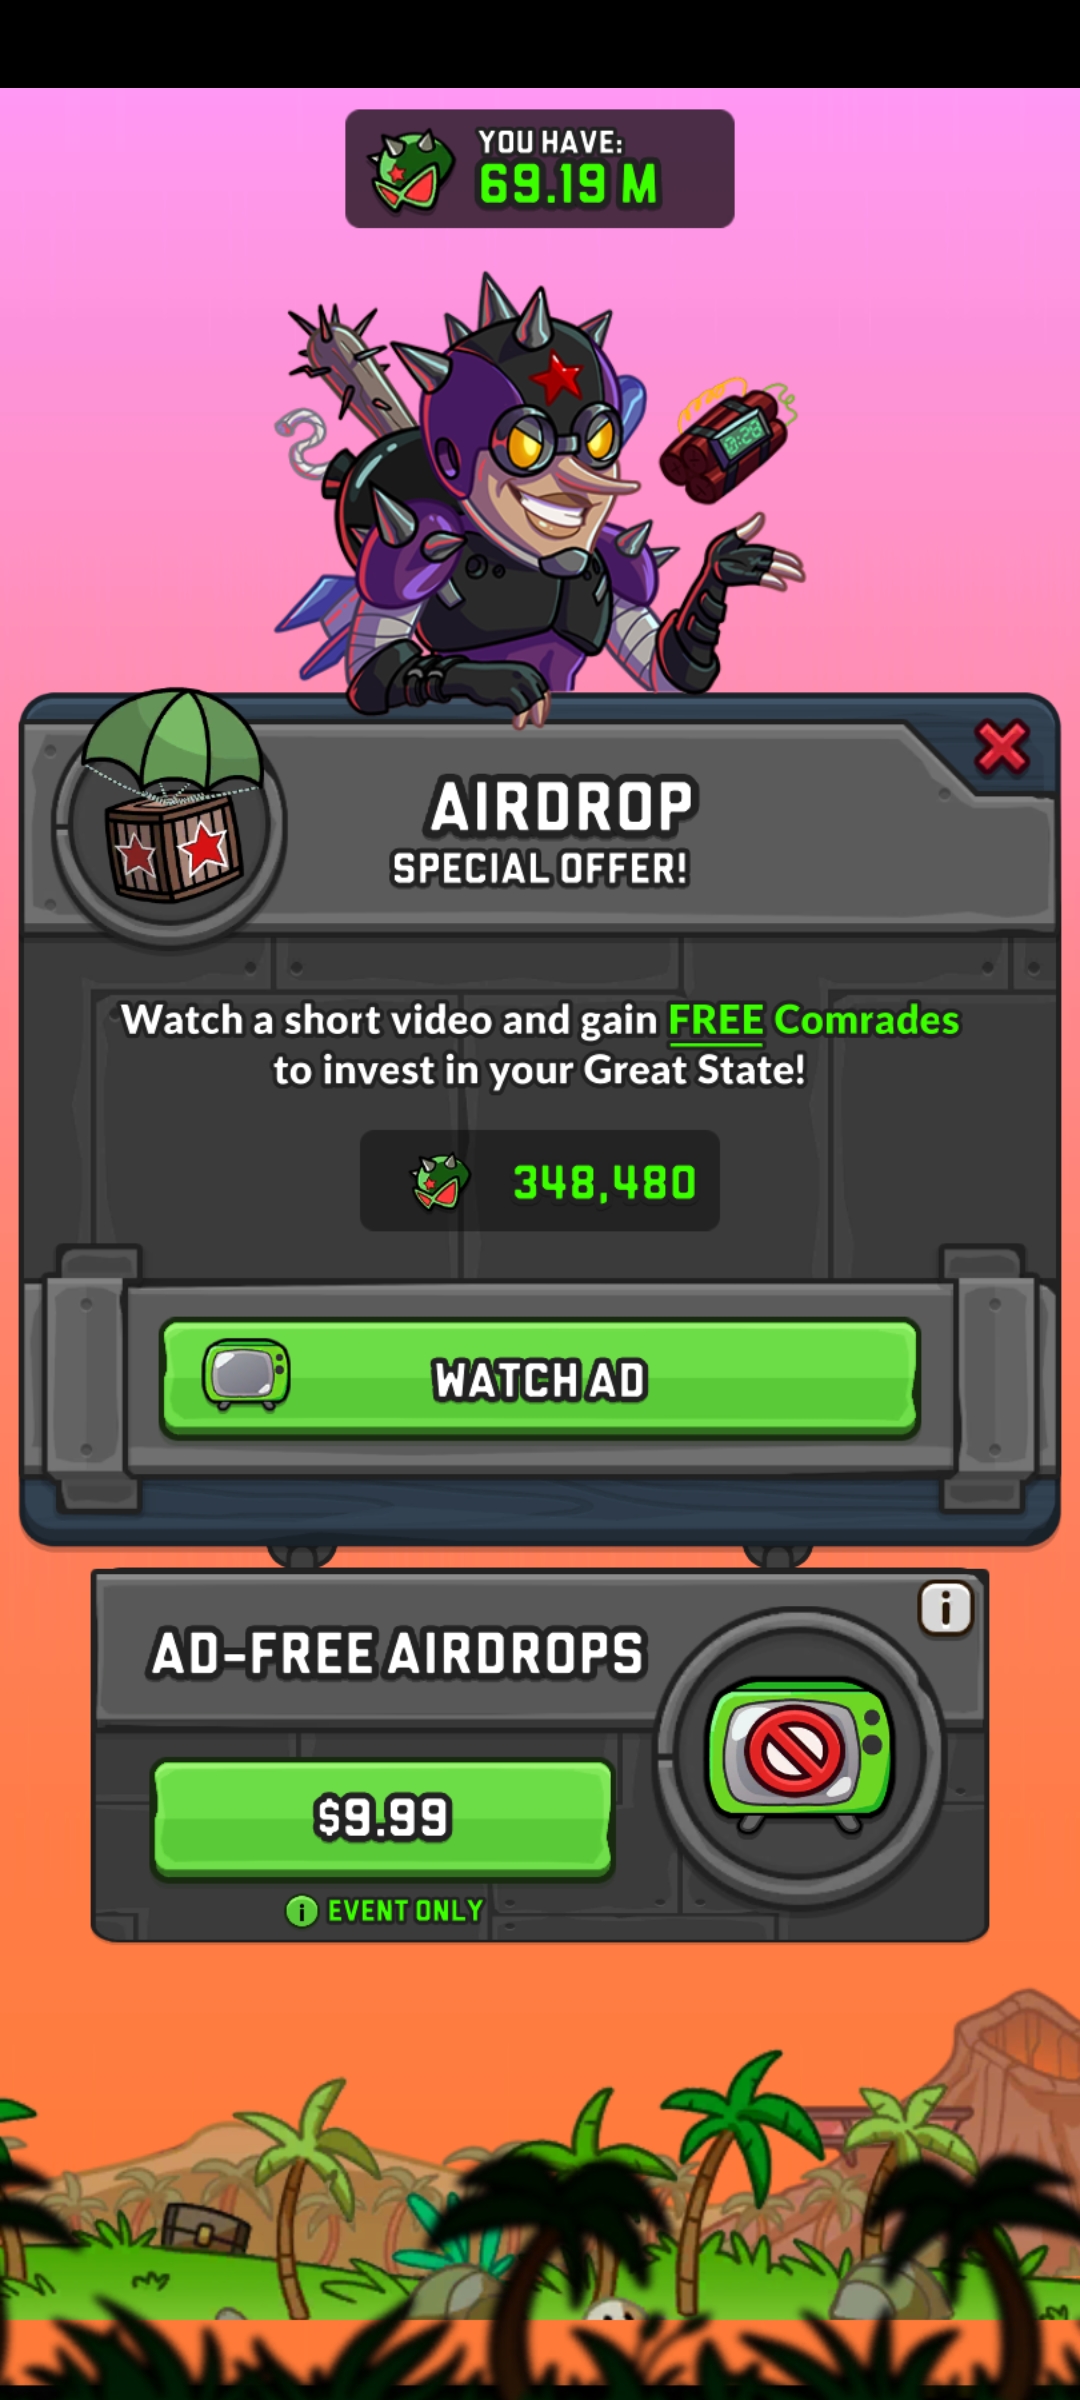 YOU HAVE:
69.19 M
0:28
AIRDROP
SPECIAL OFFER!
Watch a short video and gain FREE Comrades
to invest in your Great State!
348,480
WATCH AD
AD-FREE AIRDROPS
i
$9.99
i EVENT ONLY